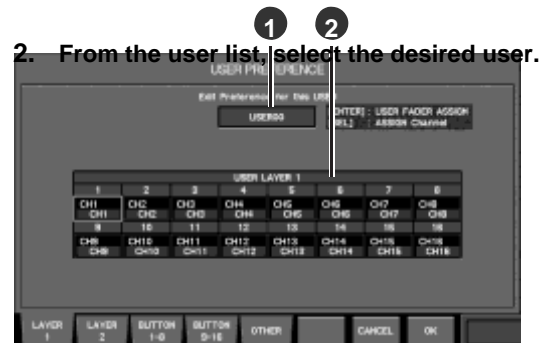 1 2
2. From the user list, select the desired user.
USER PREFERENCE
Edit Preference for this USER
USER00
[ENTER] : USER FADER ASSIGN
[SEL] : ASSIGN Channel
USER LAYER 1
1 2 3 4 5 6 7 8
CH1 CH2 CH3 CH4 CH5 CH6 CH7 CH8
CH1 CH2 CH3 CH4 CH5 CH6 CH7 CH8
9 10 11 12 13 14 15 16
CH9 CH10 CH11 CH12 CH13 CH14 CH15 CH16
CH9 CH10 CH11 CH12 CH13 CH14 CH15 CH16
LAYER 1 LAYER 2 BUTTON 1-8 BUTTON 9-16 OTHER CANCEL OK